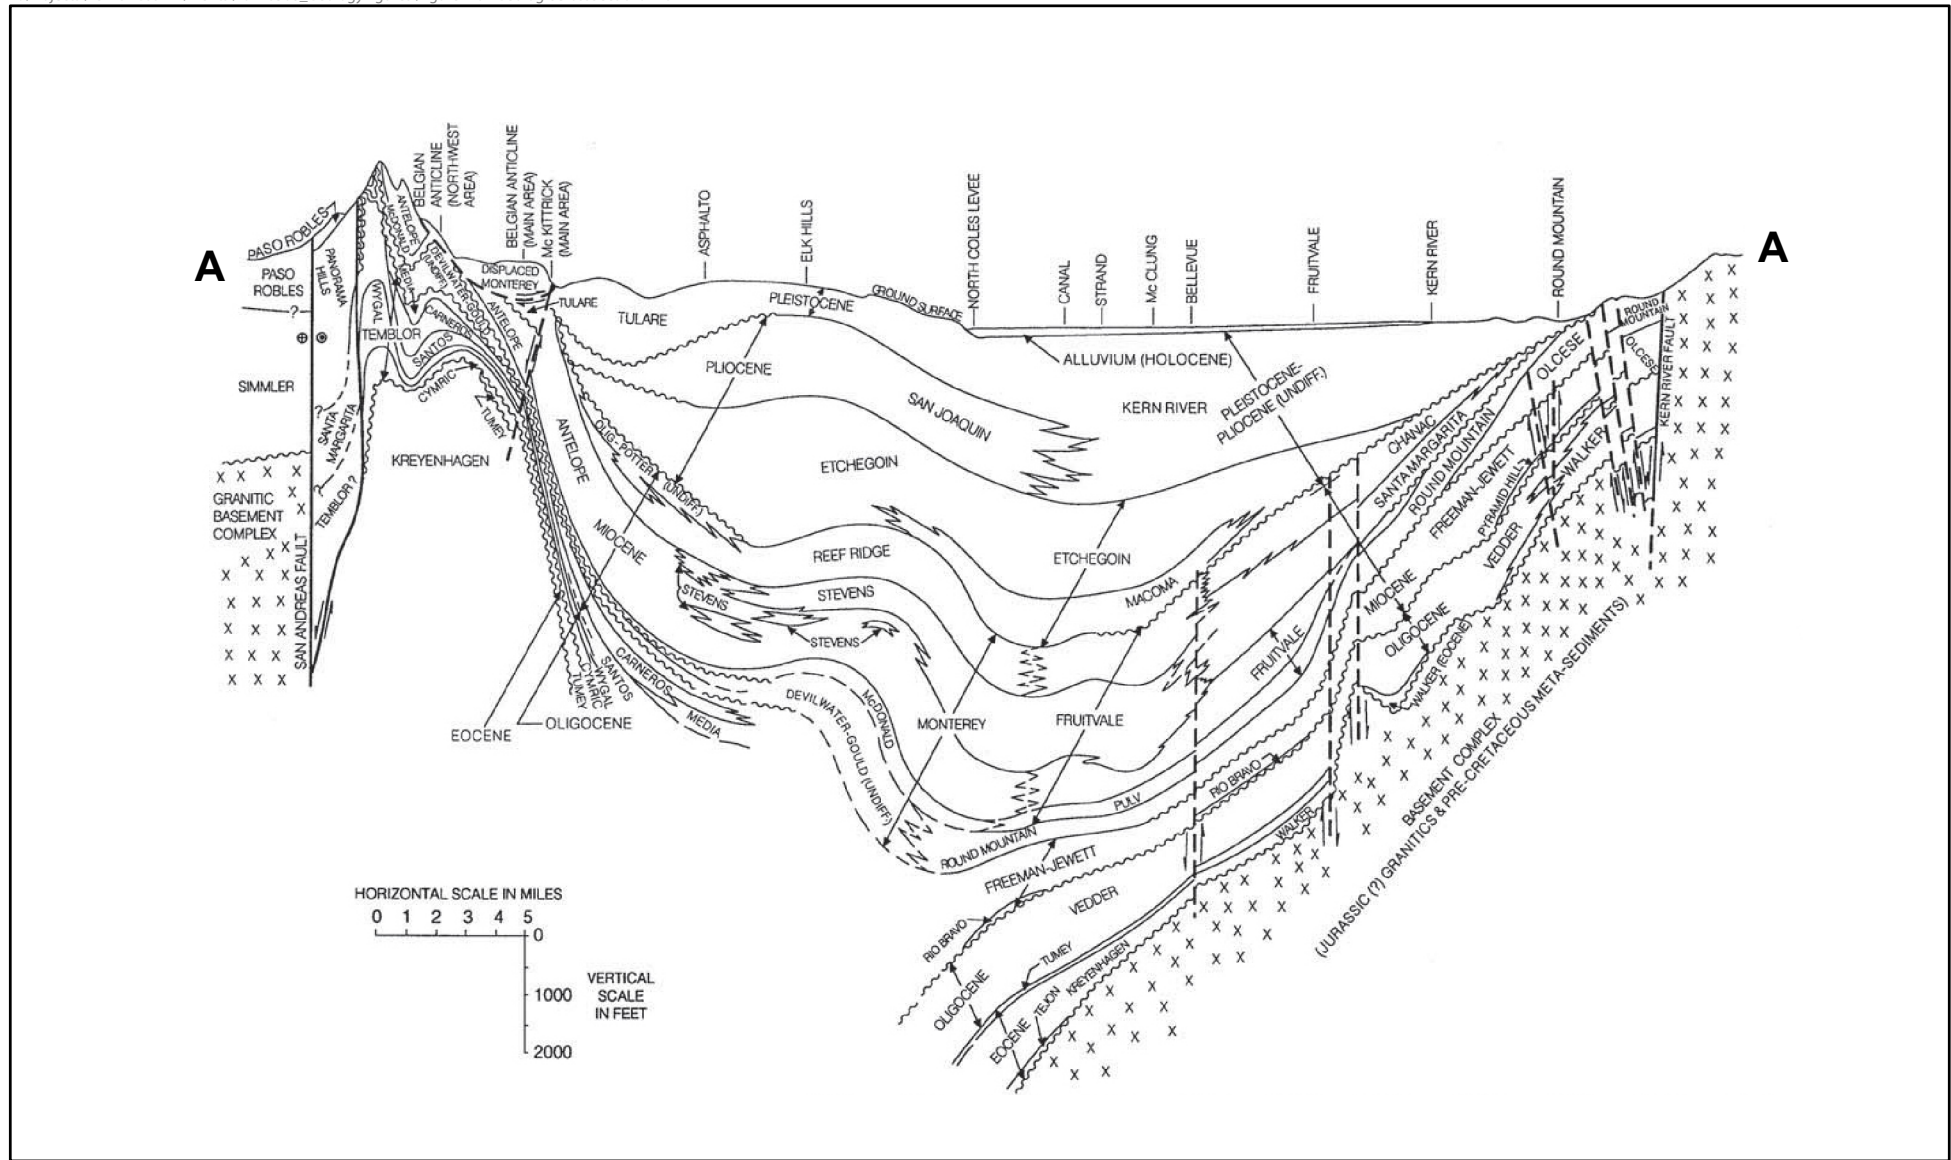 BELGIAN
ANTICLINE
(NORTHWEST
AREA)
BELGIAN ANTICLINE
(MAIN AREA)
Mc KITTRICK
(MAIN AREA)
ASPHALTO
ELK HILLS
NORTH COLES LEVEE
CANAL
STRAND
Mc CLUNG
BELLEVUE
FRUITVALE
KERN RIVER
ROUND MOUNTAIN
A
A
PASO ROBLES
PASO
ROBLES
?
PANORAMA
HILLS
SIMMLER
?
SANTA
MARGARITA
?
TEMBLOR ?
GRANITIC
BASEMENT
COMPLEX
SAN ANDREAS FAULT
ANTELOPE
McDONALD
MEDIA
DEVILWATER-GOULD
(UNDIFF.)
WYGAL
TEMBLOR
CARNEROS
SANTOS
CYMRIC
TUMEY
KREYENHAGEN
ANTELOPE
DISPLACED
MONTEREY
TULARE
TULARE
PLEISTOCENE
GROUND SURFACE
ALLUVIUM (HOLOCENE)
PLIOCENE
SAN JOAQUIN
KERN RIVER
PLEISTOCENE-
PLIOCENE (UNDIFF.)
ANTELOPE
OLIG-POTTER
(UNDIFF.)
ETCHEGOIN
MIOCENE
REEF RIDGE
ETCHEGOIN
MACOMA
STEVENS
STEVENS
STEVENS
CHANAC
SANTA MARGARITA
ROUND MOUNTAIN
OLCESE
FREEMAN-JEWETT
PYRAMID HILL
WALKER
VEDDER
ROUND
MOUNTAIN
OLCESE
KERN RIVER FAULT
MIOCENE
OLIGOCENE
WALKER (EOCENE)
FRUITVALE
CARNEROS
SANTOS
WYGAL
CYMRIC
TUMEY
MEDIA
EOCENE
OLIGOCENE
DEVILWATER-GOULD (UNDIFF.)
McDONALD
MONTEREY
FRUITVALE
PULV
RIO BRAVO
WALKER
ROUND MOUNTAIN
FREEMAN-JEWETT
VEDDER
RIO BRAVO
OLIGOCENE
TUMEY
KREYENHAGEN
TEJON
EOCENE
BASEMENT COMPLEX
(JURASSIC (?) GRANITICS & PRE-CRETACEOUS META-SEDIMENTS)
HORIZONTAL SCALE IN MILES
0 1 2 3 4 5
0
1000
2000
VERTICAL
SCALE
IN FEET